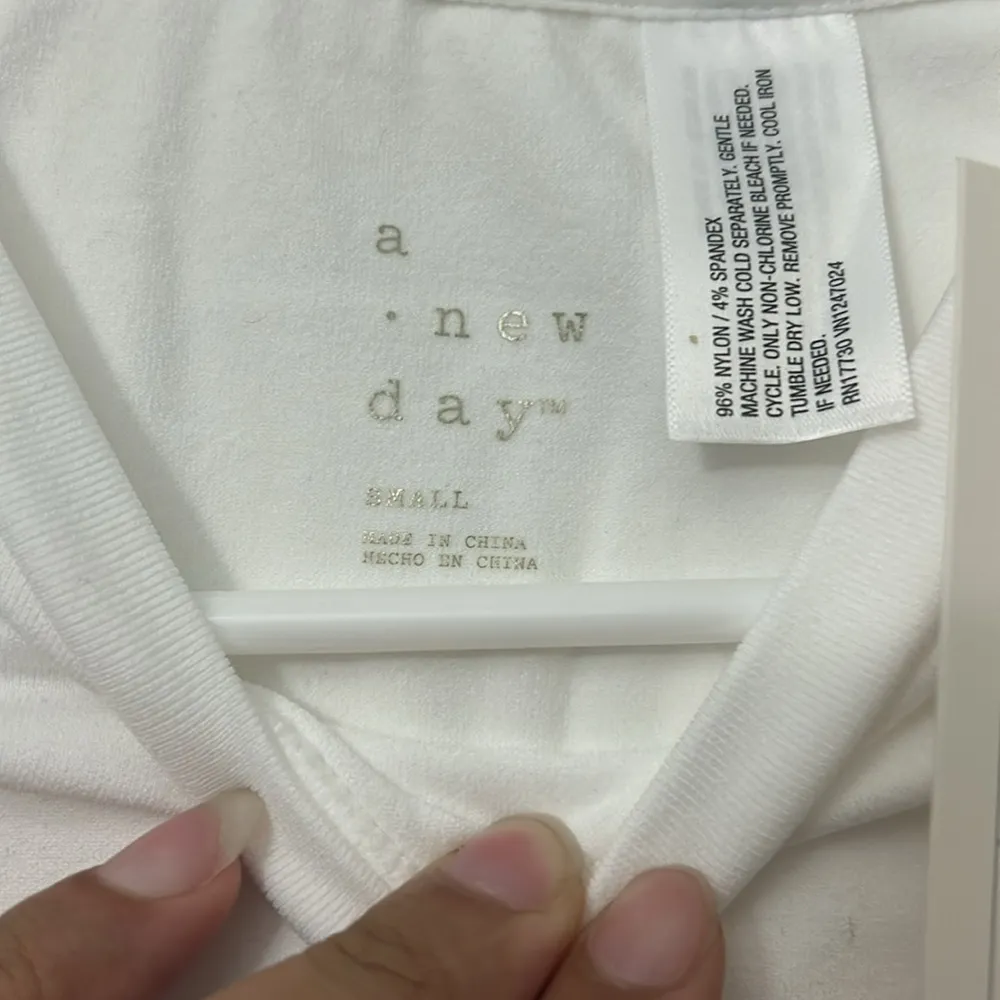 a
· new
day™
SMALL
MADE IN CHINA
HECHO EN CHINA
96% NYLON / 4% SPANDEX
MACHINE WASH COLD SEPARATELY. GENTLE
CYCLE. ONLY NON-CHLORINE BLEACH IF NEEDED.
TUMBLE DRY LOW. REMOVE PROMPTLY. COOL IRON
IF NEEDED.
RN17730 VN1247024